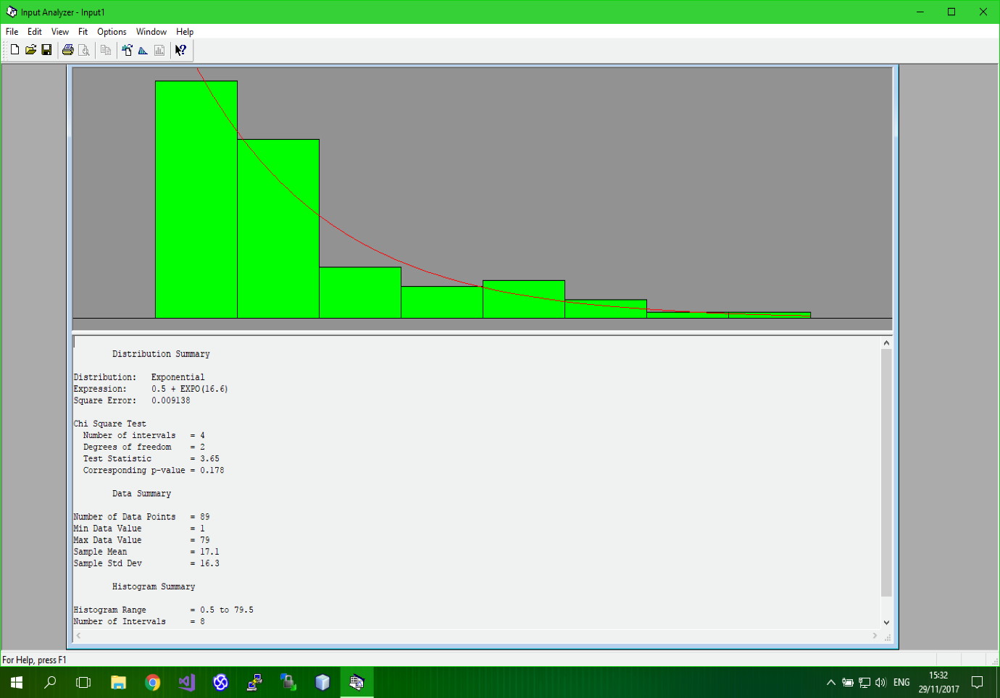 Input Analyzer - Input1
File Edit View Fit Options Window Help
Distribution Summary
Distribution: Exponential
Expression: 0.5 + EXPO(16.6)
Square Error: 0.009138
Chi Square Test
Number of intervals = 4
Degrees of freedom = 2
Test Statistic = 3.65
Corresponding p-value = 0.178
Data Summary
Number of Data Points = 89
Min Data Value = 1
Max Data Value = 79
Sample Mean = 17.1
Sample Std Dev = 16.3
Histogram Summary
Histogram Range = 0.5 to 79.5
Number of Intervals = 8
For Help, press F1
ENG
15:32
29/11/2017